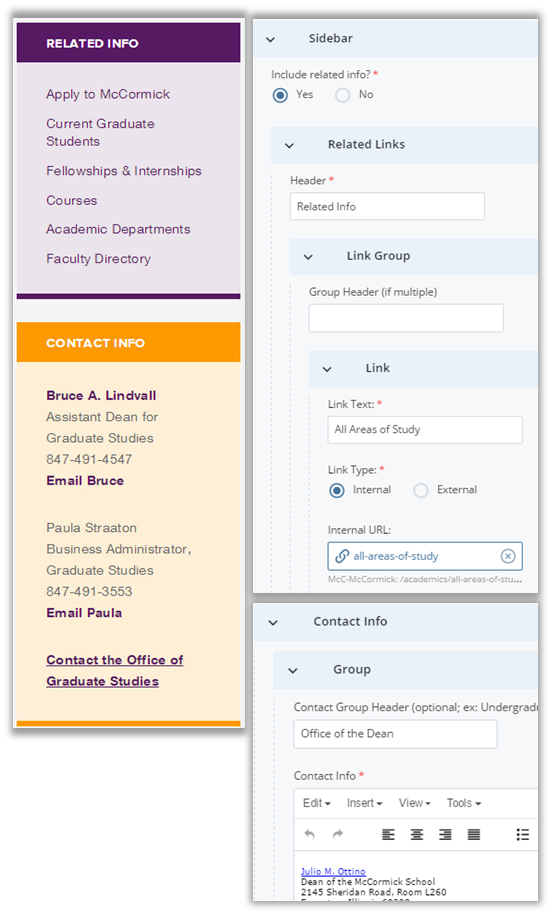 RELATED INFO
Apply to McCormick
Current Graduate
Students
Fellowships & Internships
Courses
Academic Departments
Faculty Directory
CONTACT INFO
Bruce A. Lindvall
Assistant Dean for
Graduate Studies
847-491-4547
Email Bruce
Paula Straaton
Business Administrator,
Graduate Studies
847-491-3553
Email Paula
Contact the Office of
Graduate Studies
Sidebar
Include related info? *
Yes No
Related Links
Header *
Related Info
Link Group
Group Header (if multiple)
Link
Link Text: *
All Areas of Study
Link Type: *
Internal External
Internal URL:
all-areas-of-study
McC-McCormick: /academics/all-areas-of-stu...
Contact Info
Group
Contact Group Header (optional; ex: Undergradu
Office of the Dean
Contact Info *
Edit Insert View Tools
Julio M. Ottino
Dean of the McCormick School
2145 Sheridan Road, Room L260